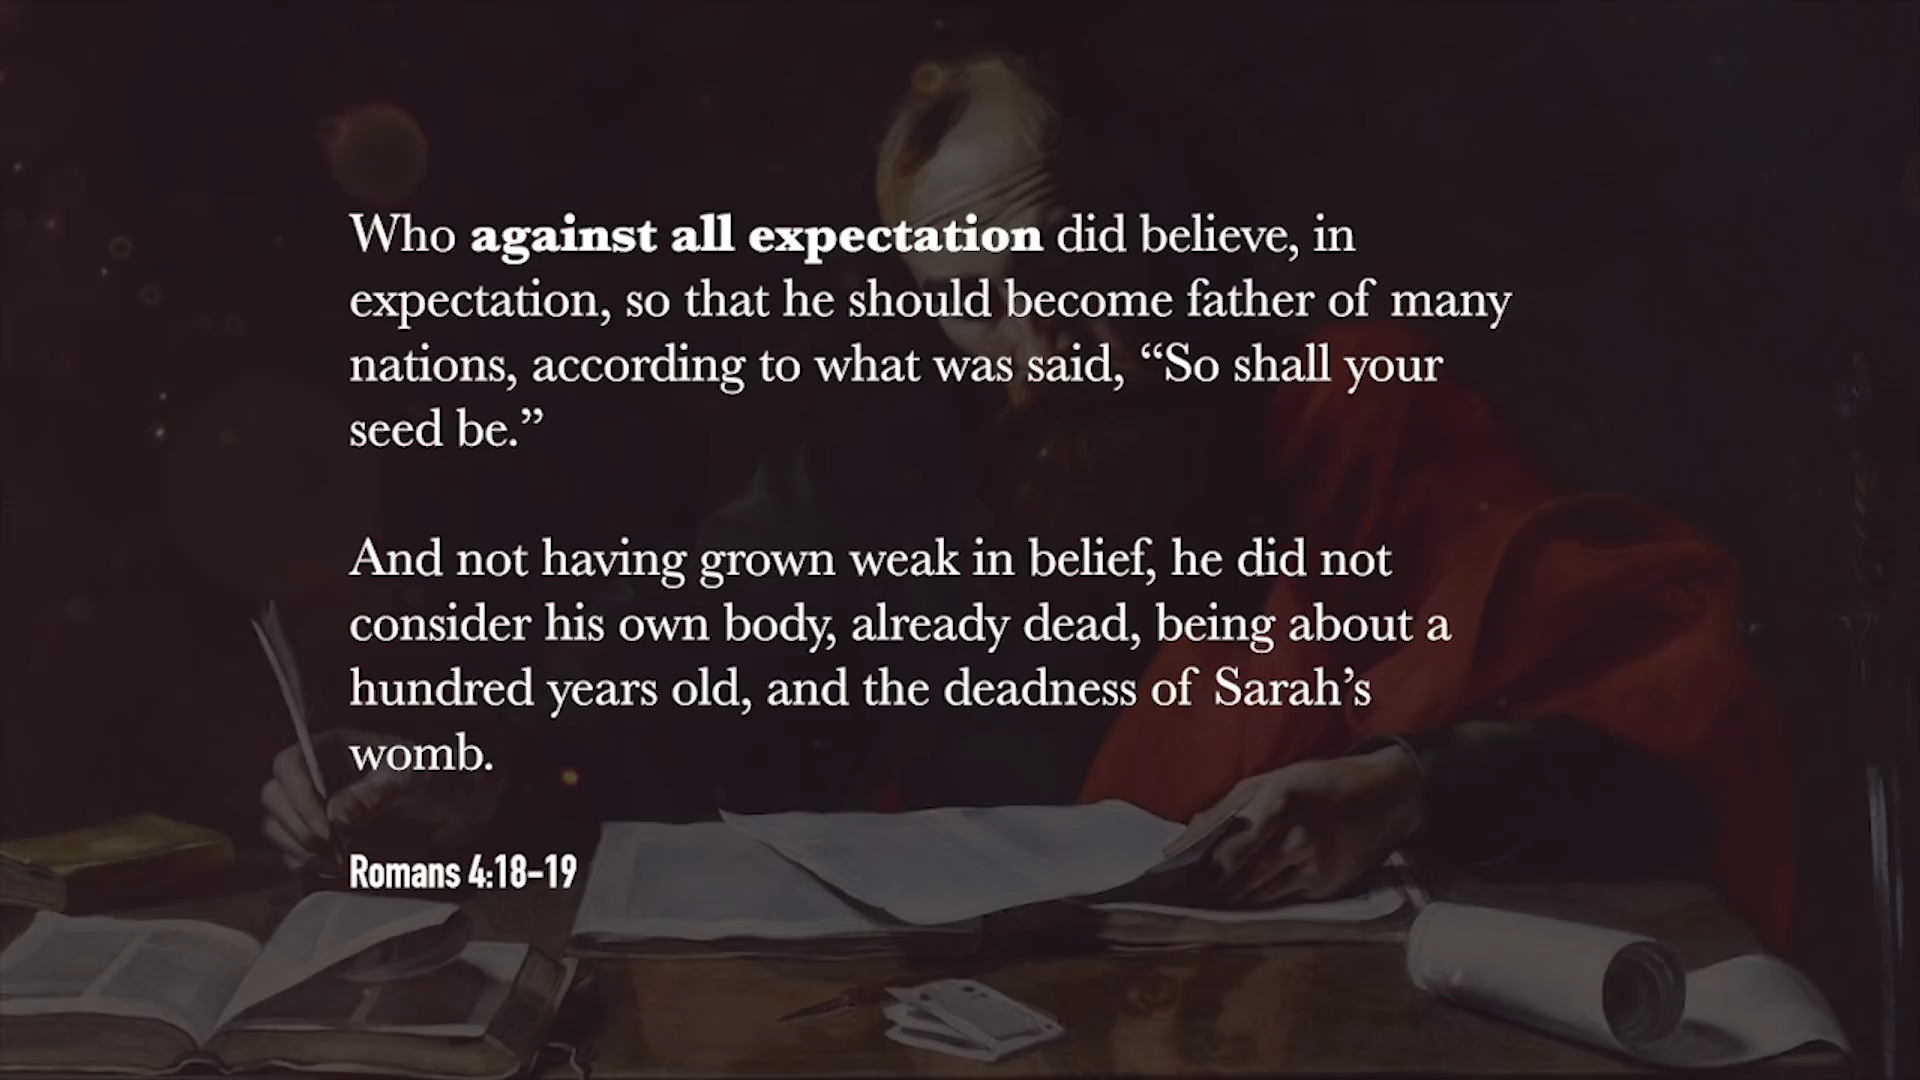 Who against all expectation did believe, in
expectation, so that he should become father of many
nations, according to what was said, “So shall your
seed be.”
And not having grown weak in belief, he did not
consider his own body, already dead, being about a
hundred years old, and the deadness of Sarah’s
womb.
Romans 4:18–19